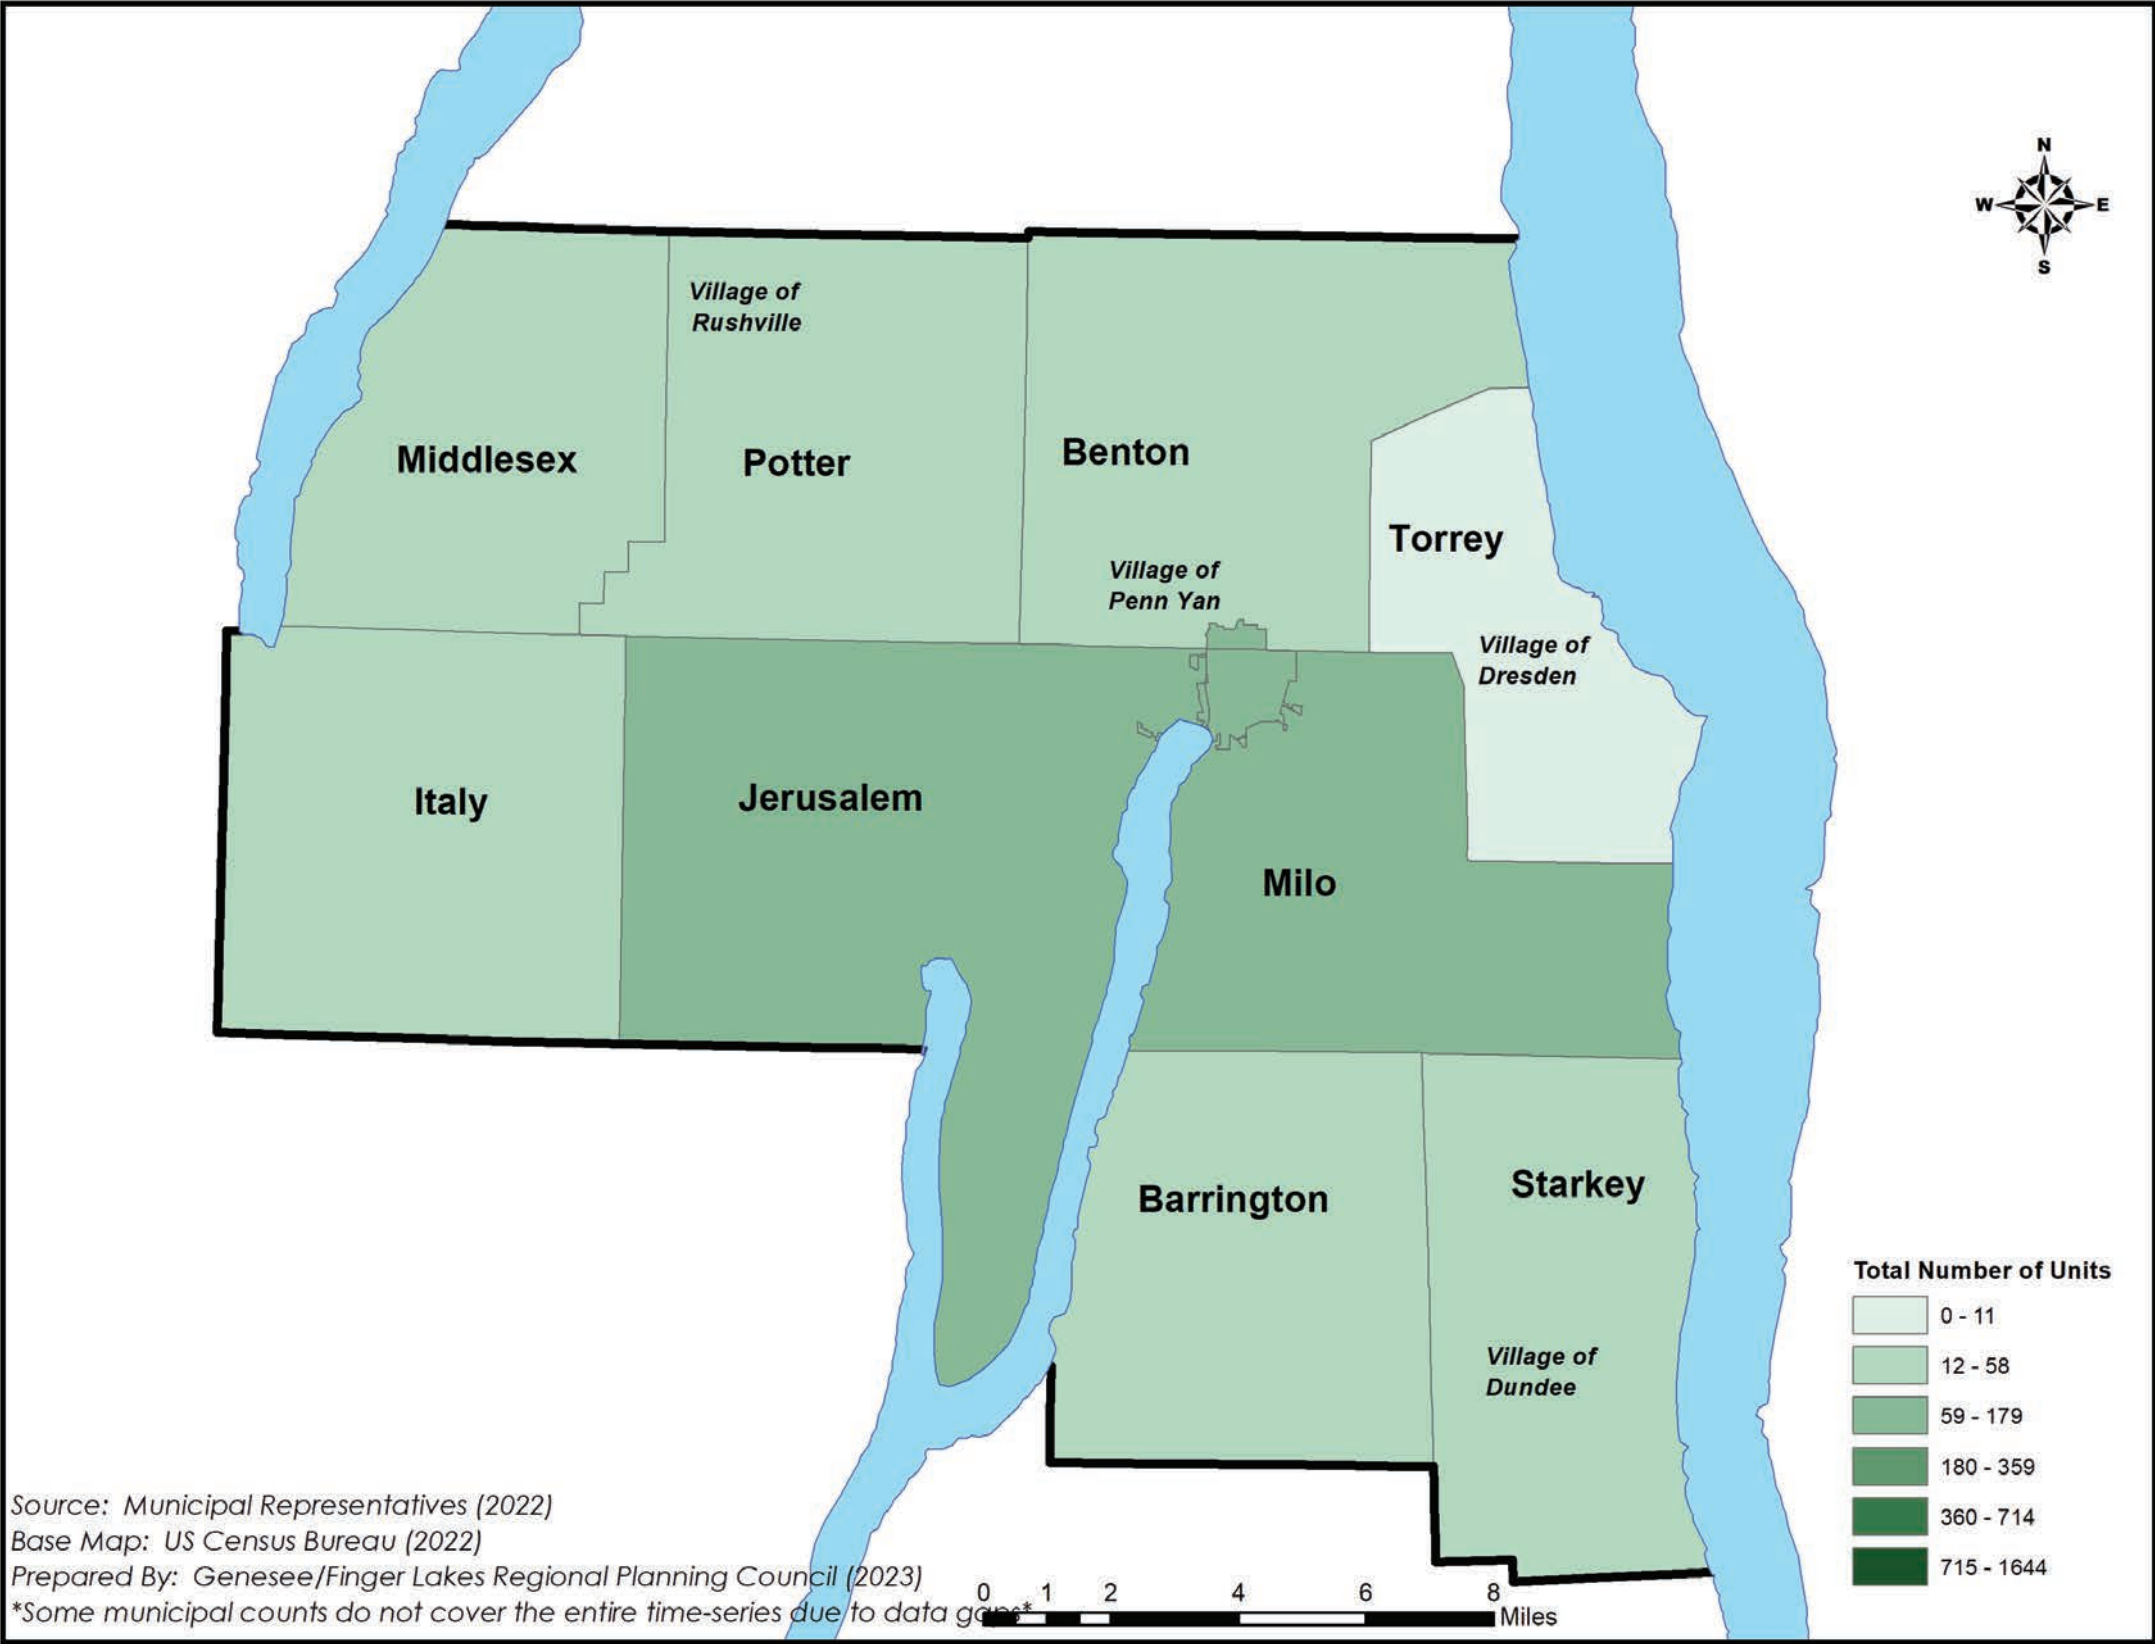 N
W E
S
Village of
Rushville
Middlesex
Potter
Benton
Torrey
Village of
Penn Yan
Village of
Dresden
Italy
Jerusalem
Milo
Barrington
Starkey
Village of
Dundee
Total Number of Units
0 - 11
12 - 58
59 - 179
180 - 359
360 - 714
715 - 1644
Source: Municipal Representatives (2022)
Base Map: US Census Bureau (2022)
Prepared By: Genesee/Finger Lakes Regional Planning Council (2023)
*Some municipal counts do not cover the entire time-series due to data gaps*
0 1 2 4 6 8
Miles